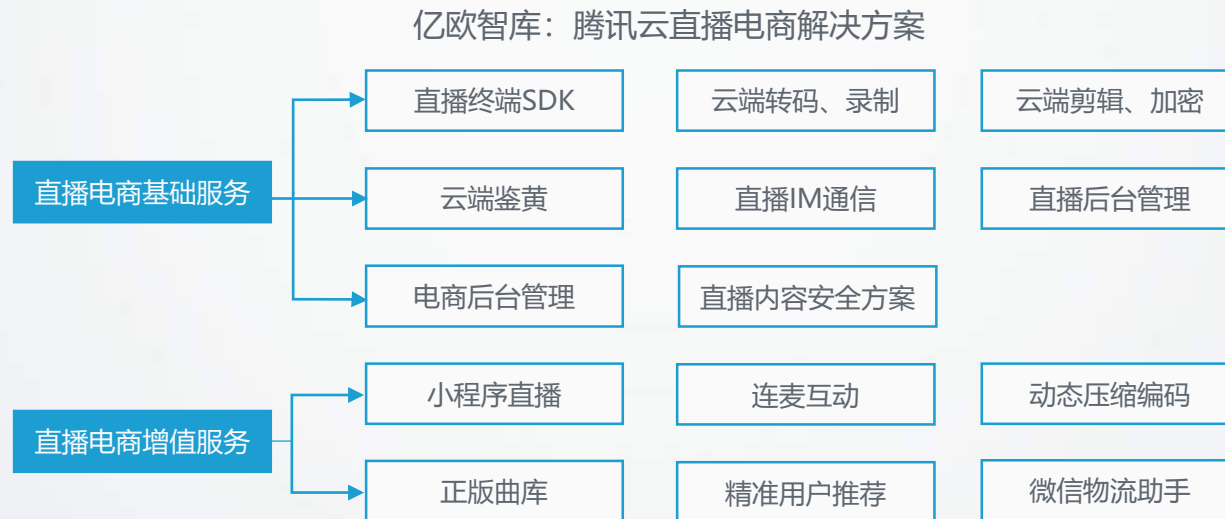 亿欧智库：腾讯云直播电商解决方案
直播终端SDK
云端转码、录制
云端剪辑、加密
直播电商基础服务
云端鉴黄
直播IM通信
直播后台管理
电商后台管理
直播内容安全方案
小程序直播
连麦互动
动态压缩编码
直播电商增值服务
正版曲库
精准用户推荐
微信物流助手